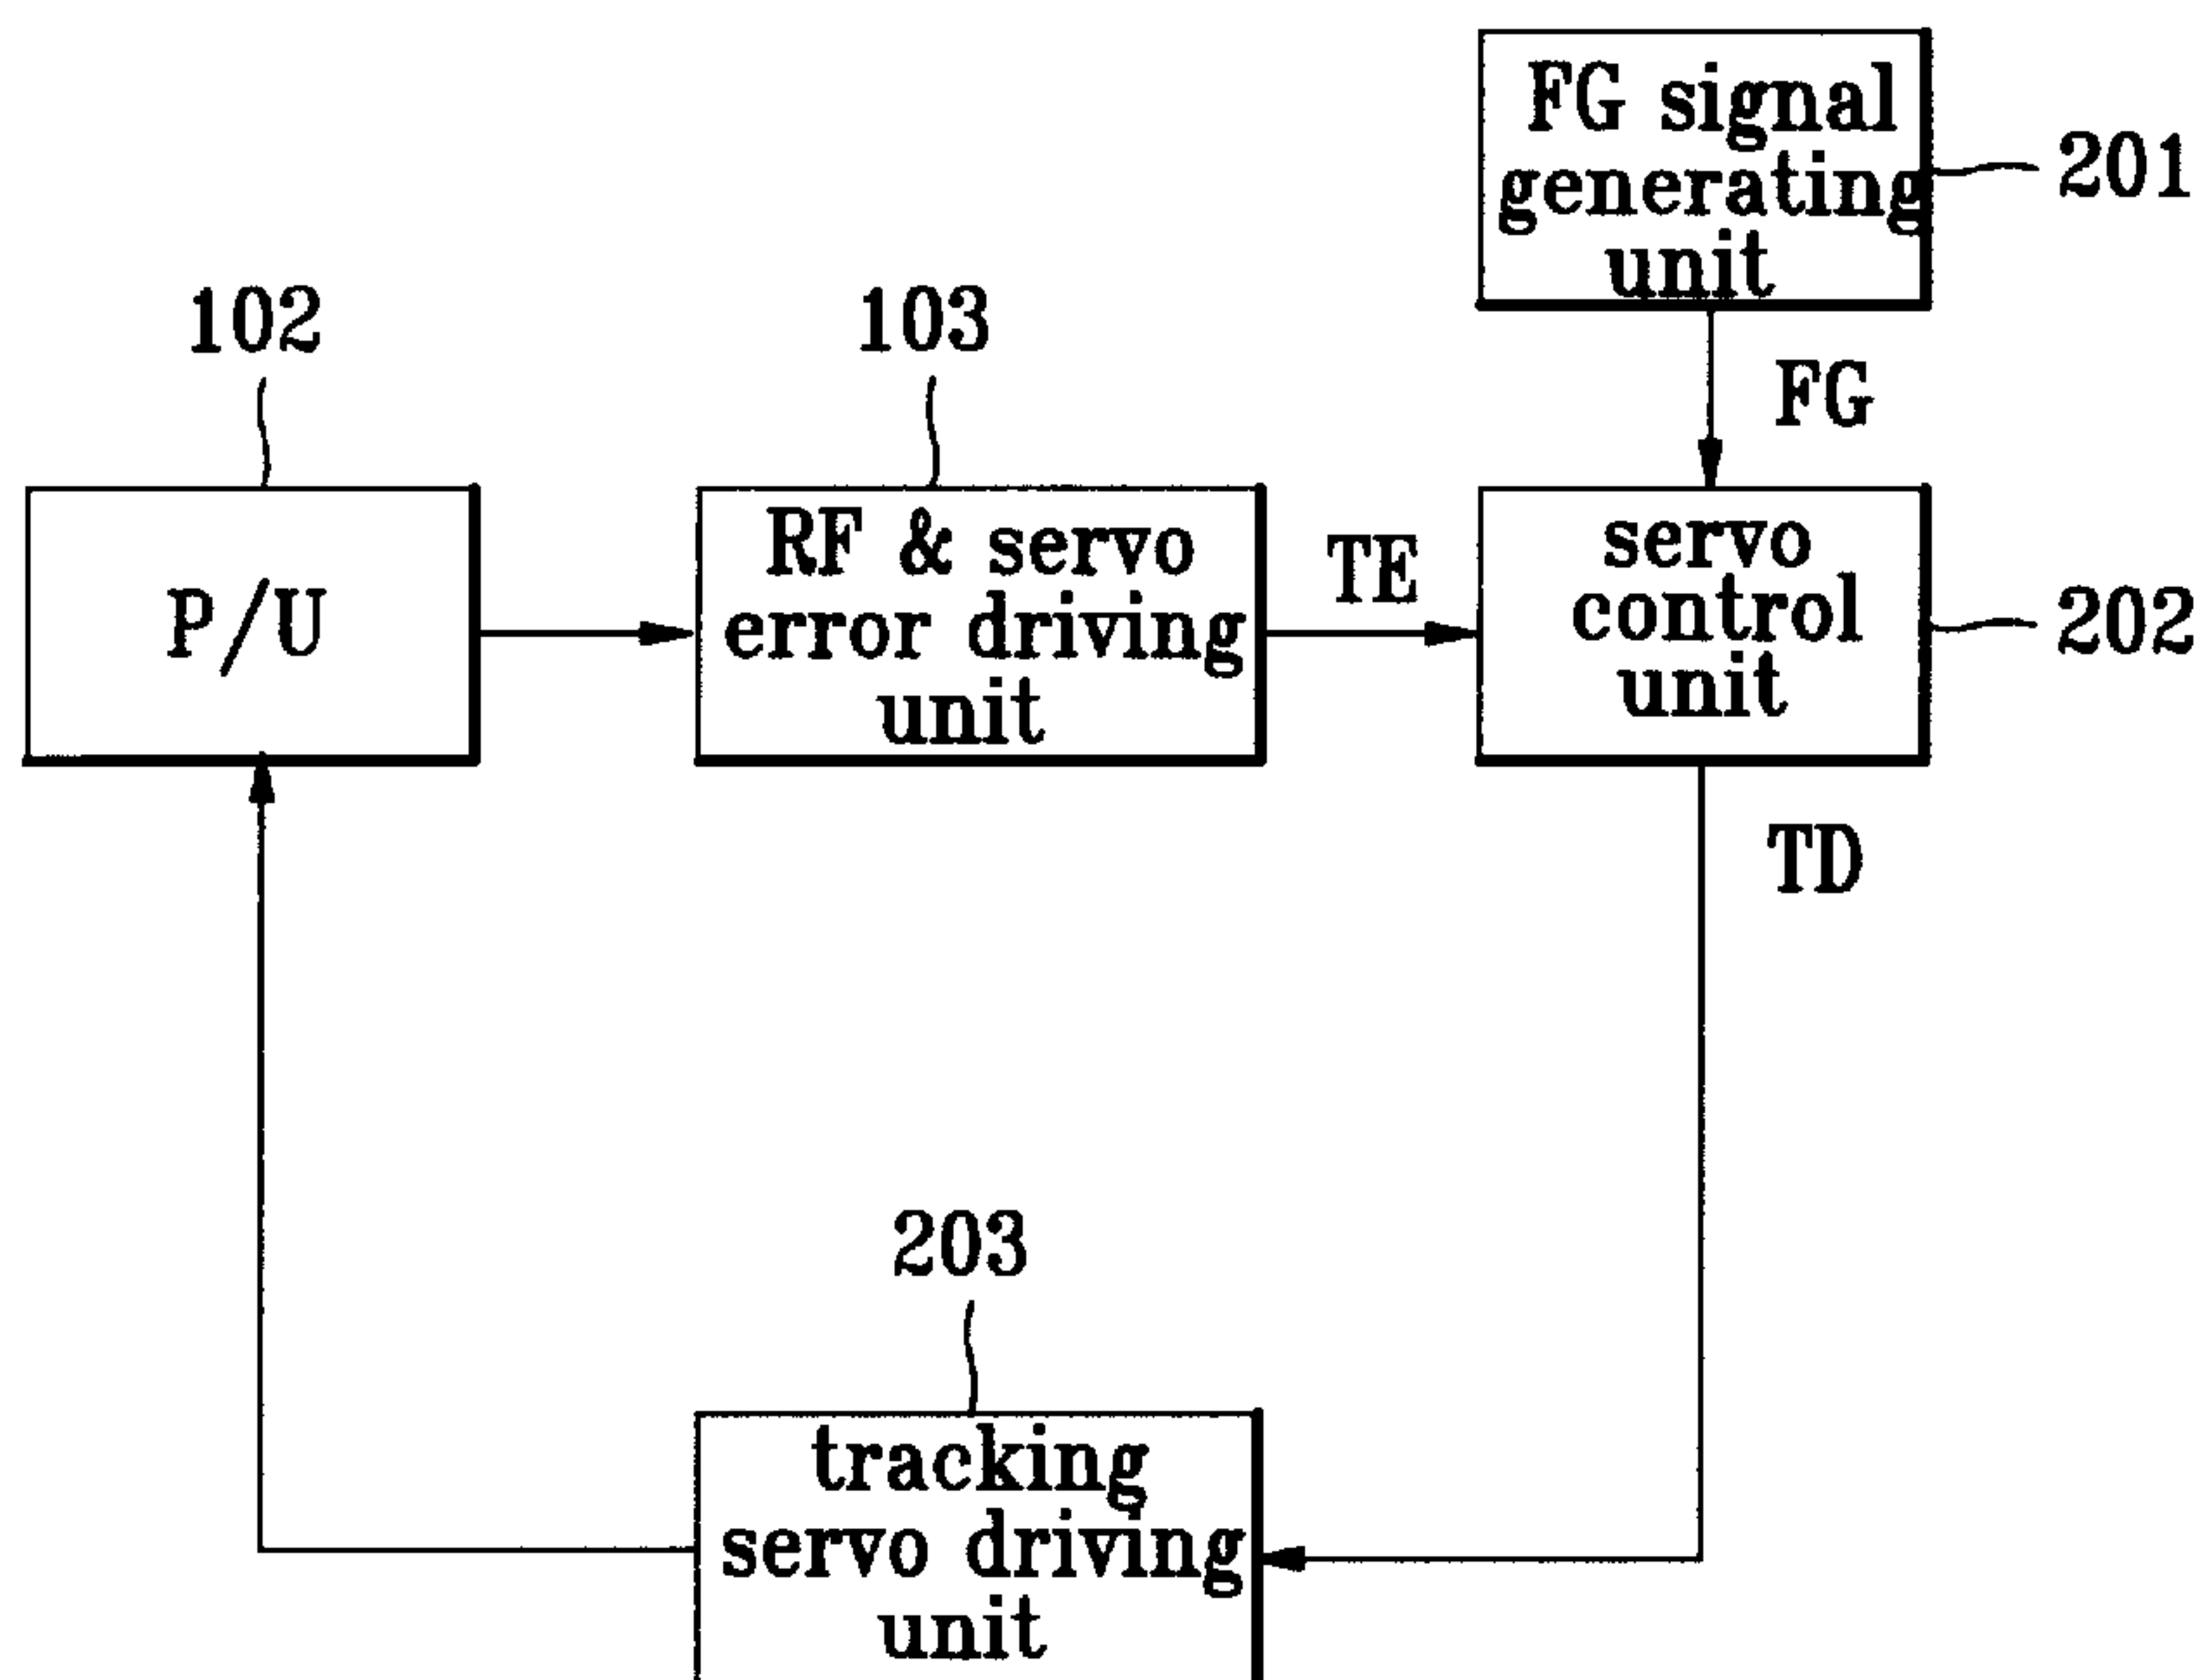 FG signal
generating
unit
201
102
103
FG
P/U
RF & servo
error driving
unit
TE
servo
control
unit
202
TD
203
tracking
servo driving
unit